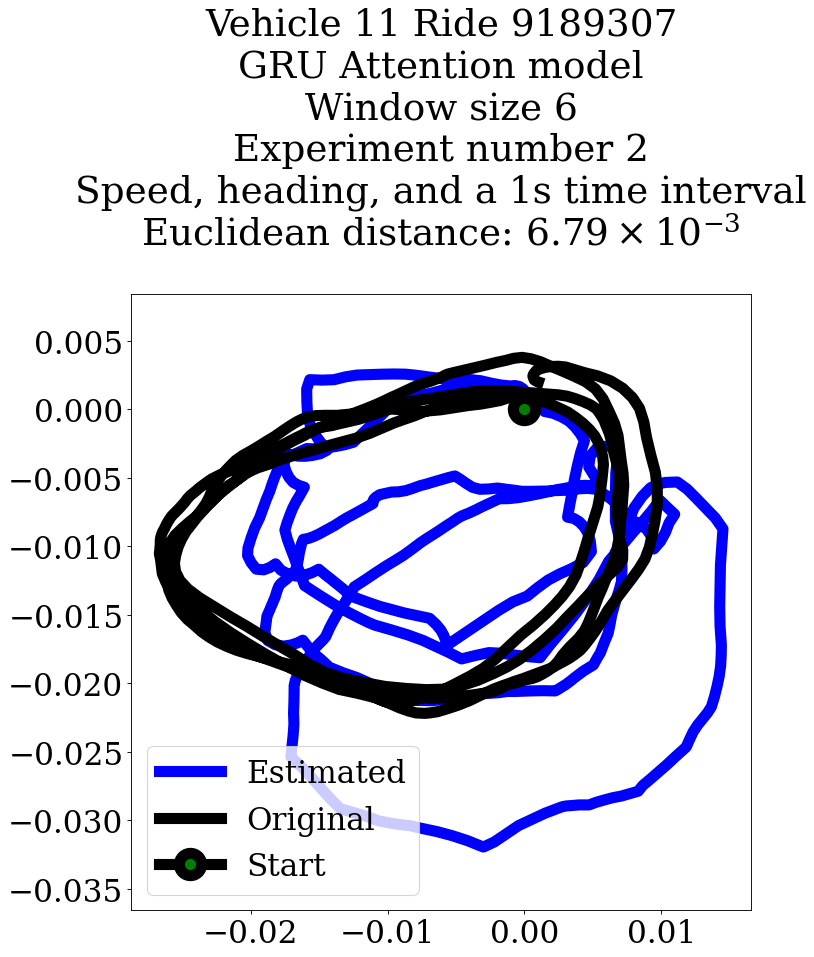 Vehicle 11 Ride 9189307
GRU Attention model
Window size 6
Experiment number 2
Speed, heading, and a 1s time interval
Euclidean distance: 6.79 × 10⁻³
0.005
0.000
−0.005
−0.010
−0.015
−0.020
−0.025
−0.030
−0.035
Estimated
Original
Start
−0.02 −0.01 0.00 0.01